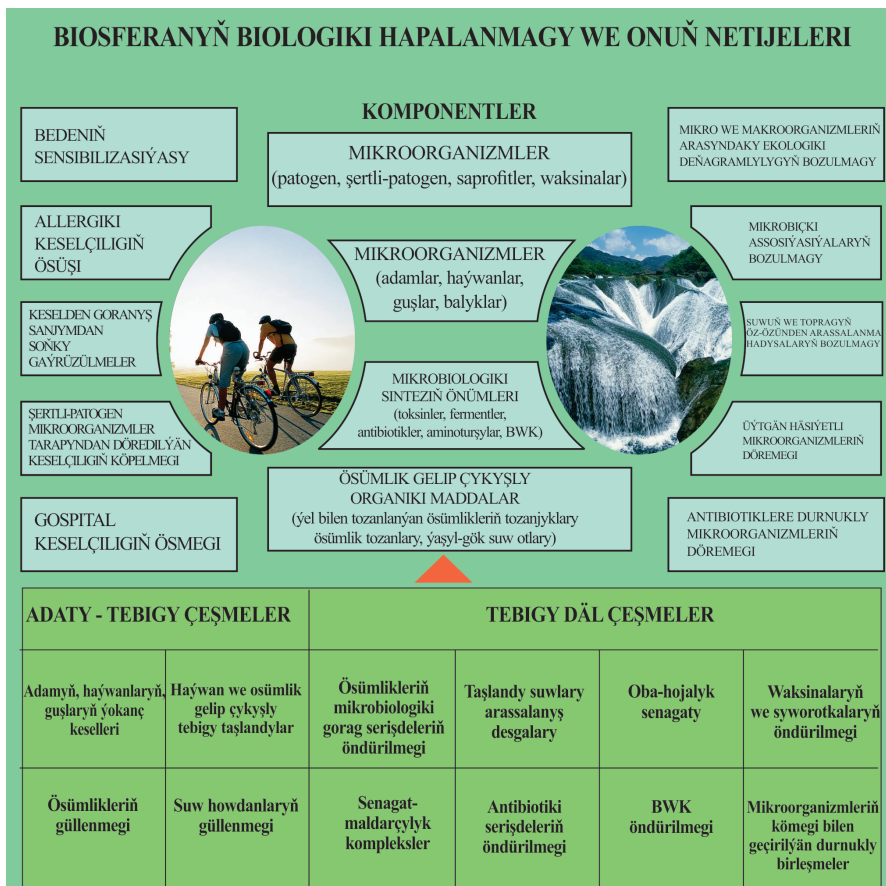 BIOSFERANYŇ BIOLOGIKI HAPALANMAGY WE ONUŇ NETIJELERI
BEDENIŇ
SENSIBILIZASIÝASY
ALLERGIKI
KESELÇILIGIŇ
ÖSÜŞI
KESELDEN GORANYŞ
SANJYMDAN
SOŇKY
GAÝRÜZÜLMELER
ŞERTLI-PATOGEN
MIKROORGANIZMLER
TARAPYNDAN DÖREDILÝÄN
KESELÇILIGIŇ KÖPELMEGI
GOSPITAL
KESELÇILIGIŇ ÖSMEGI
KOMPONENTLER
MIKROORGANIZMLER
(patogen, şertli-patogen, saprofitler, waksinalar)
MIKROORGANIZMLER
(adamlar, haýwanlar,
guşlar, balyklar)
MIKROBIOLOGIKI
SINTEZIŇ ÖNÜMLERI
(toksinler, fermentler,
antibiotikler, aminoturşylar, BWK)
ÖSÜMLIK GELIP ÇYKYŞLY
ORGANIKI MADDALAR
(ýel bilen tozanlanýan ösümlikleriň tozanjyklary
ösümlik tozanlary, ýaşyl-gök suw otlary)
MIKRO WE MAKROORGANIZMLERIŇ
ARASYNDAKY EKOLOGIKI
DEŇAGRAMLYLYGYŇ BOZULMAGY
MIKROBIÇKI
ASSOSIÝASIÝALARYŇ
BOZULMAGY
SUWUŇ WE TOPRAGYŇ
ÖZ-ÖZÜNDEN ARASSALANMA
HADYSALARYŇ BOZULMAGY
ÜÝTGÄN HÄSIÝETLI
MIKROORGANIZMLERIŇ
DÖREMEGI
ANTIBIOTIKLERE DURNUKLY
MIKROORGANIZMLERIŇ
DÖREMEGI
ADATY - TEBIGY ÇEŞMELER
TEBIGY DÄL ÇEŞMELER
Adamyň, haýwanlaryň,
guşlaryň ýokanç
keselleri
Haýwan we osümlik
gelip çykyşly
tebigy taşlandylar
Ösümlikleriň
mikrobiologiki
gorag serişdeleriň
öndürilmegi
Taşlandy suwlary
arassalanyş
desgalary
Oba-hojalyk
senagaty
Waksinalaryň
we syworotkalaryň
öndürilmegi
Ösümlikleriň
güllenmegi
Suw howdanlaryň
güllenmegi
Senagat-
maldarçylyk
kompleksler
Antibiotiki
serişdeleriň
öndürilmegi
BWK
öndürilmegi
Mikroorganizmleriň
kömegi bilen
geçirilýän durnukly
birleşmeler